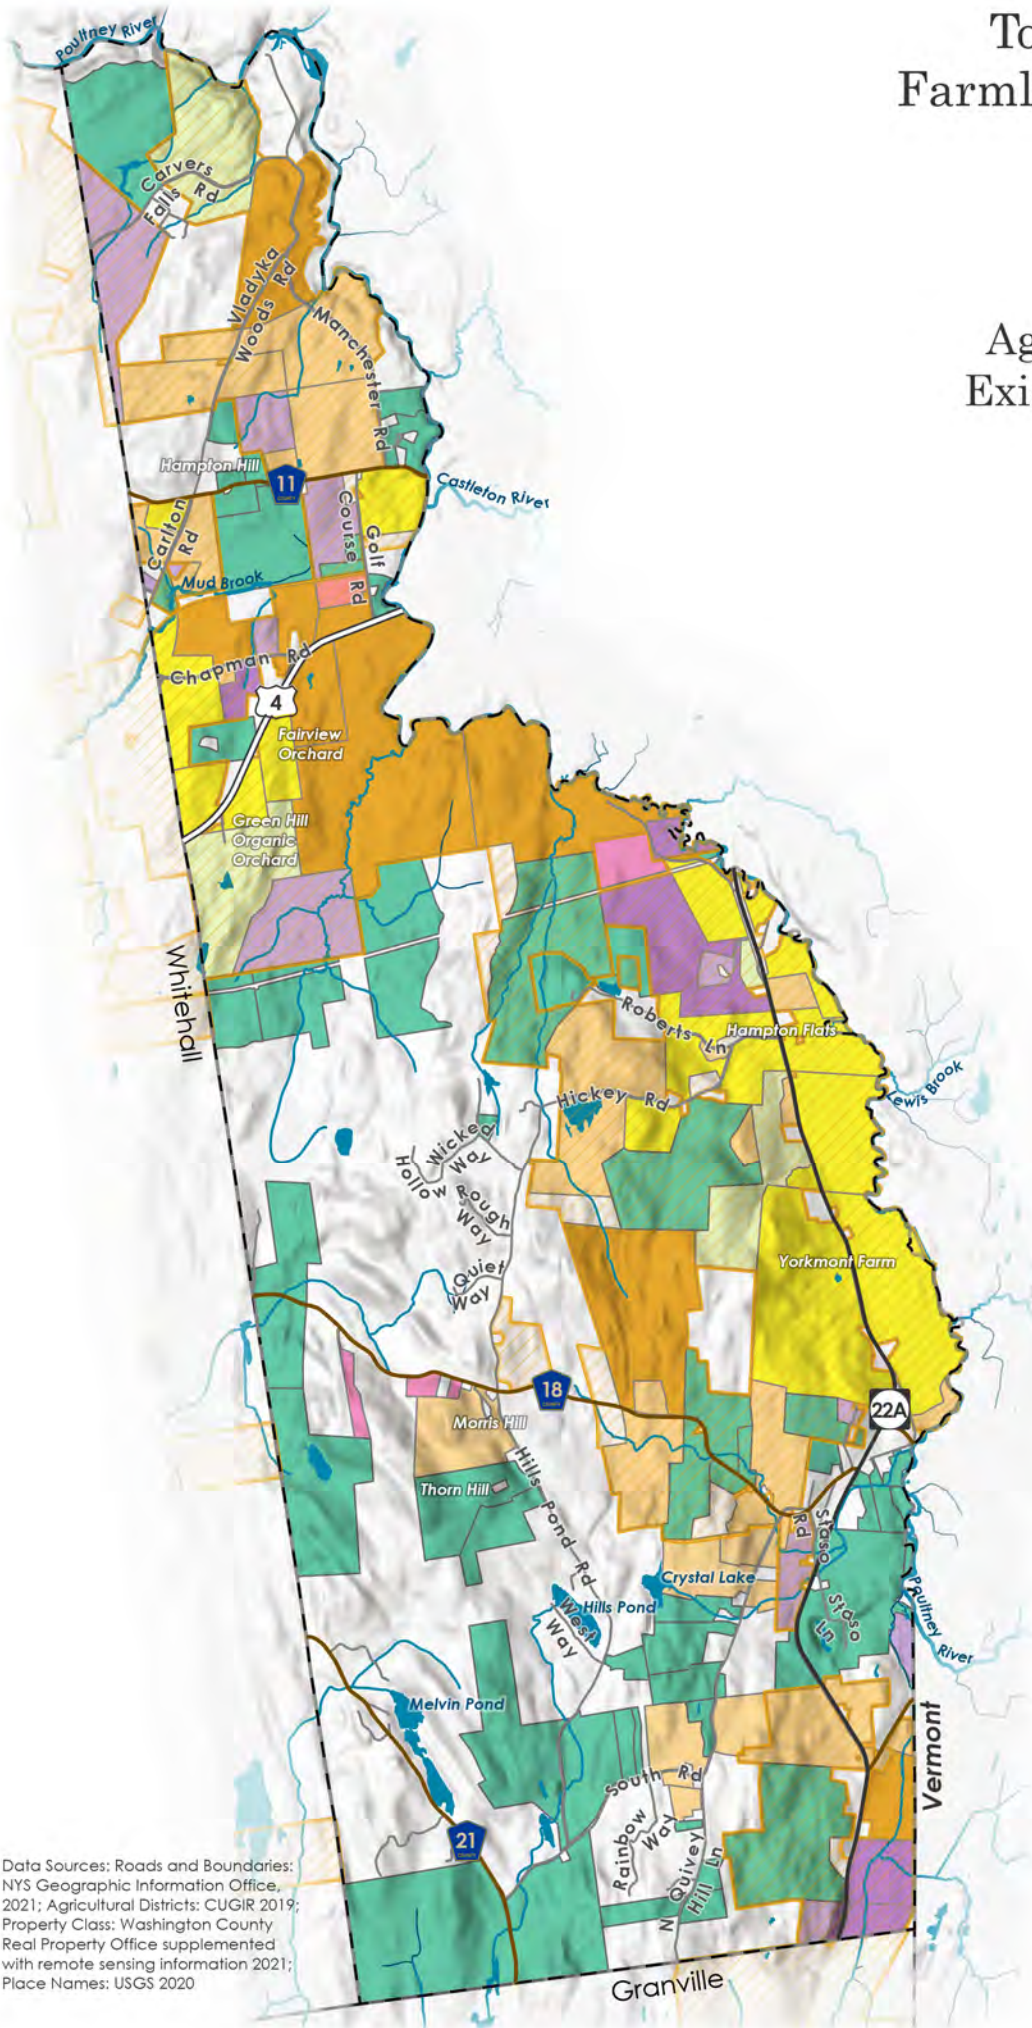 To
Farml
Ag
Exi
Poultney River
Carvers
Falls Rd
Vladyka
Woods Rd
Manchester Rd
Hampton Hill
11
COUNTY
Castleton River
Carlton
Rd
Golf
Course
Rd
Mud Brook
Chapman Rd
4
Fairview
Orchard
Green Hill
Organic
Orchard
Whitehall
Roberts Ln
Hampton Flats
Hickey Rd
Lewis Brook
Wicked
Way
Hollow
Rough
Way
Quiet
Way
Yorkmont Farm
18
COUNTY
22A
Morris Hill
Thorn Hill
Hills Pond Rd
Staso
Rd
Crystal Lake
Hills Pond
West
Way
Staso
Ln
Poultney
River
Melvin Pond
Vermont
South Rd
Rainbow
Way
N Quivey
Hill Ln
21
COUNTY
Data Sources: Roads and Boundaries:
NYS Geographic Information Office,
2021; Agricultural Districts: CUGIR 2019;
Property Class: Washington County
Real Property Office supplemented
with remote sensing information 2021;
Place Names: USGS 2020
Granville